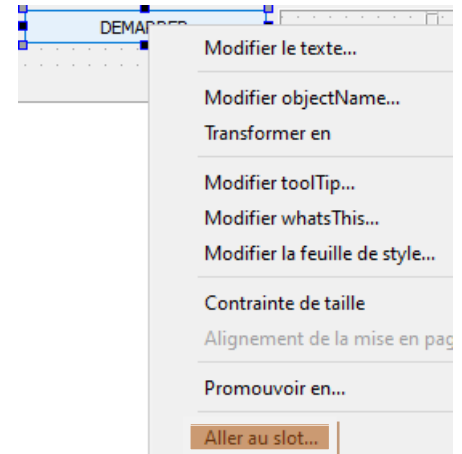 DEMARRER
Modifier le texte...
Modifier objectName...
Transformer en
Modifier toolTip...
Modifier whatsThis...
Modifier la feuille de style...
Contrainte de taille
Alignement de la mise en pag
Promouvoir en...
Aller au slot...